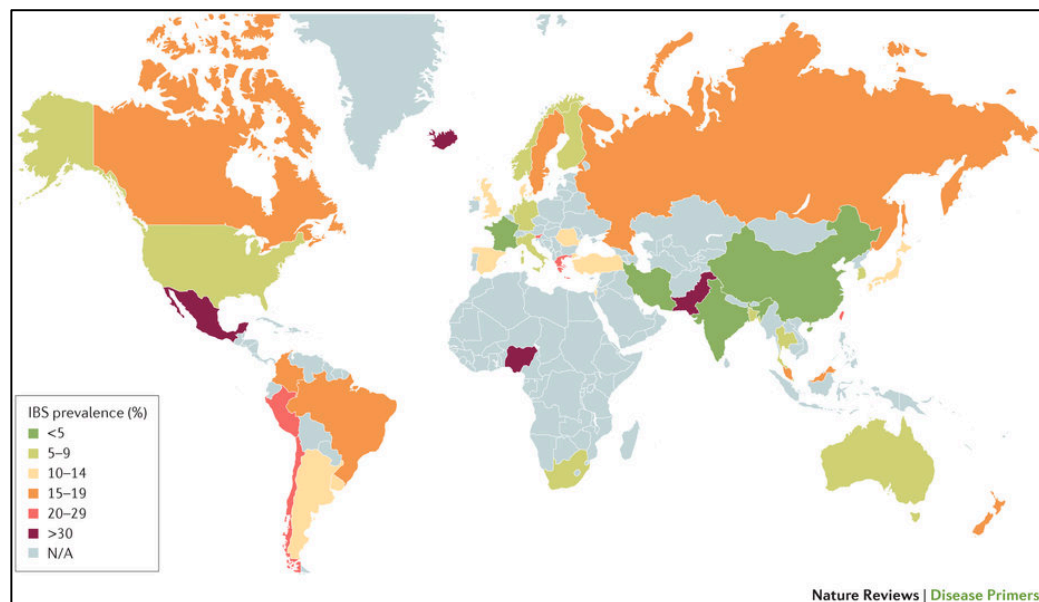 IBS prevalence (%)
<5
5–9
10–14
15–19
20–29
>30
N/A
Nature Reviews | Disease Primers